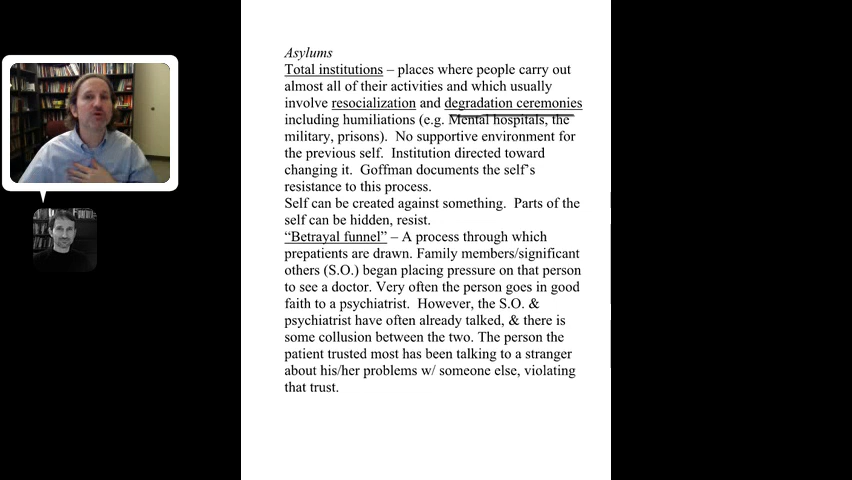 Asylums
Total institutions – places where people carry out
almost all of their activities and which usually
involve resocialization and degradation ceremonies
including humiliations (e.g. Mental hospitals, the
military, prisons).  No supportive environment for
the previous self.  Institution directed toward
changing it.  Goffman documents the self’s
resistance to this process.
Self can be created against something.  Parts of the
self can be hidden, resist.
“Betrayal funnel” – A process through which
prepatients are drawn. Family members/significant
others (S.O.) began placing pressure on that person
to see a doctor. Very often the person goes in good
faith to a psychiatrist.  However, the S.O. &
psychiatrist have often already talked, & there is
some collusion between the two. The person the
patient trusted most has been talking to a stranger
about his/her problems w/ someone else, violating
that trust.